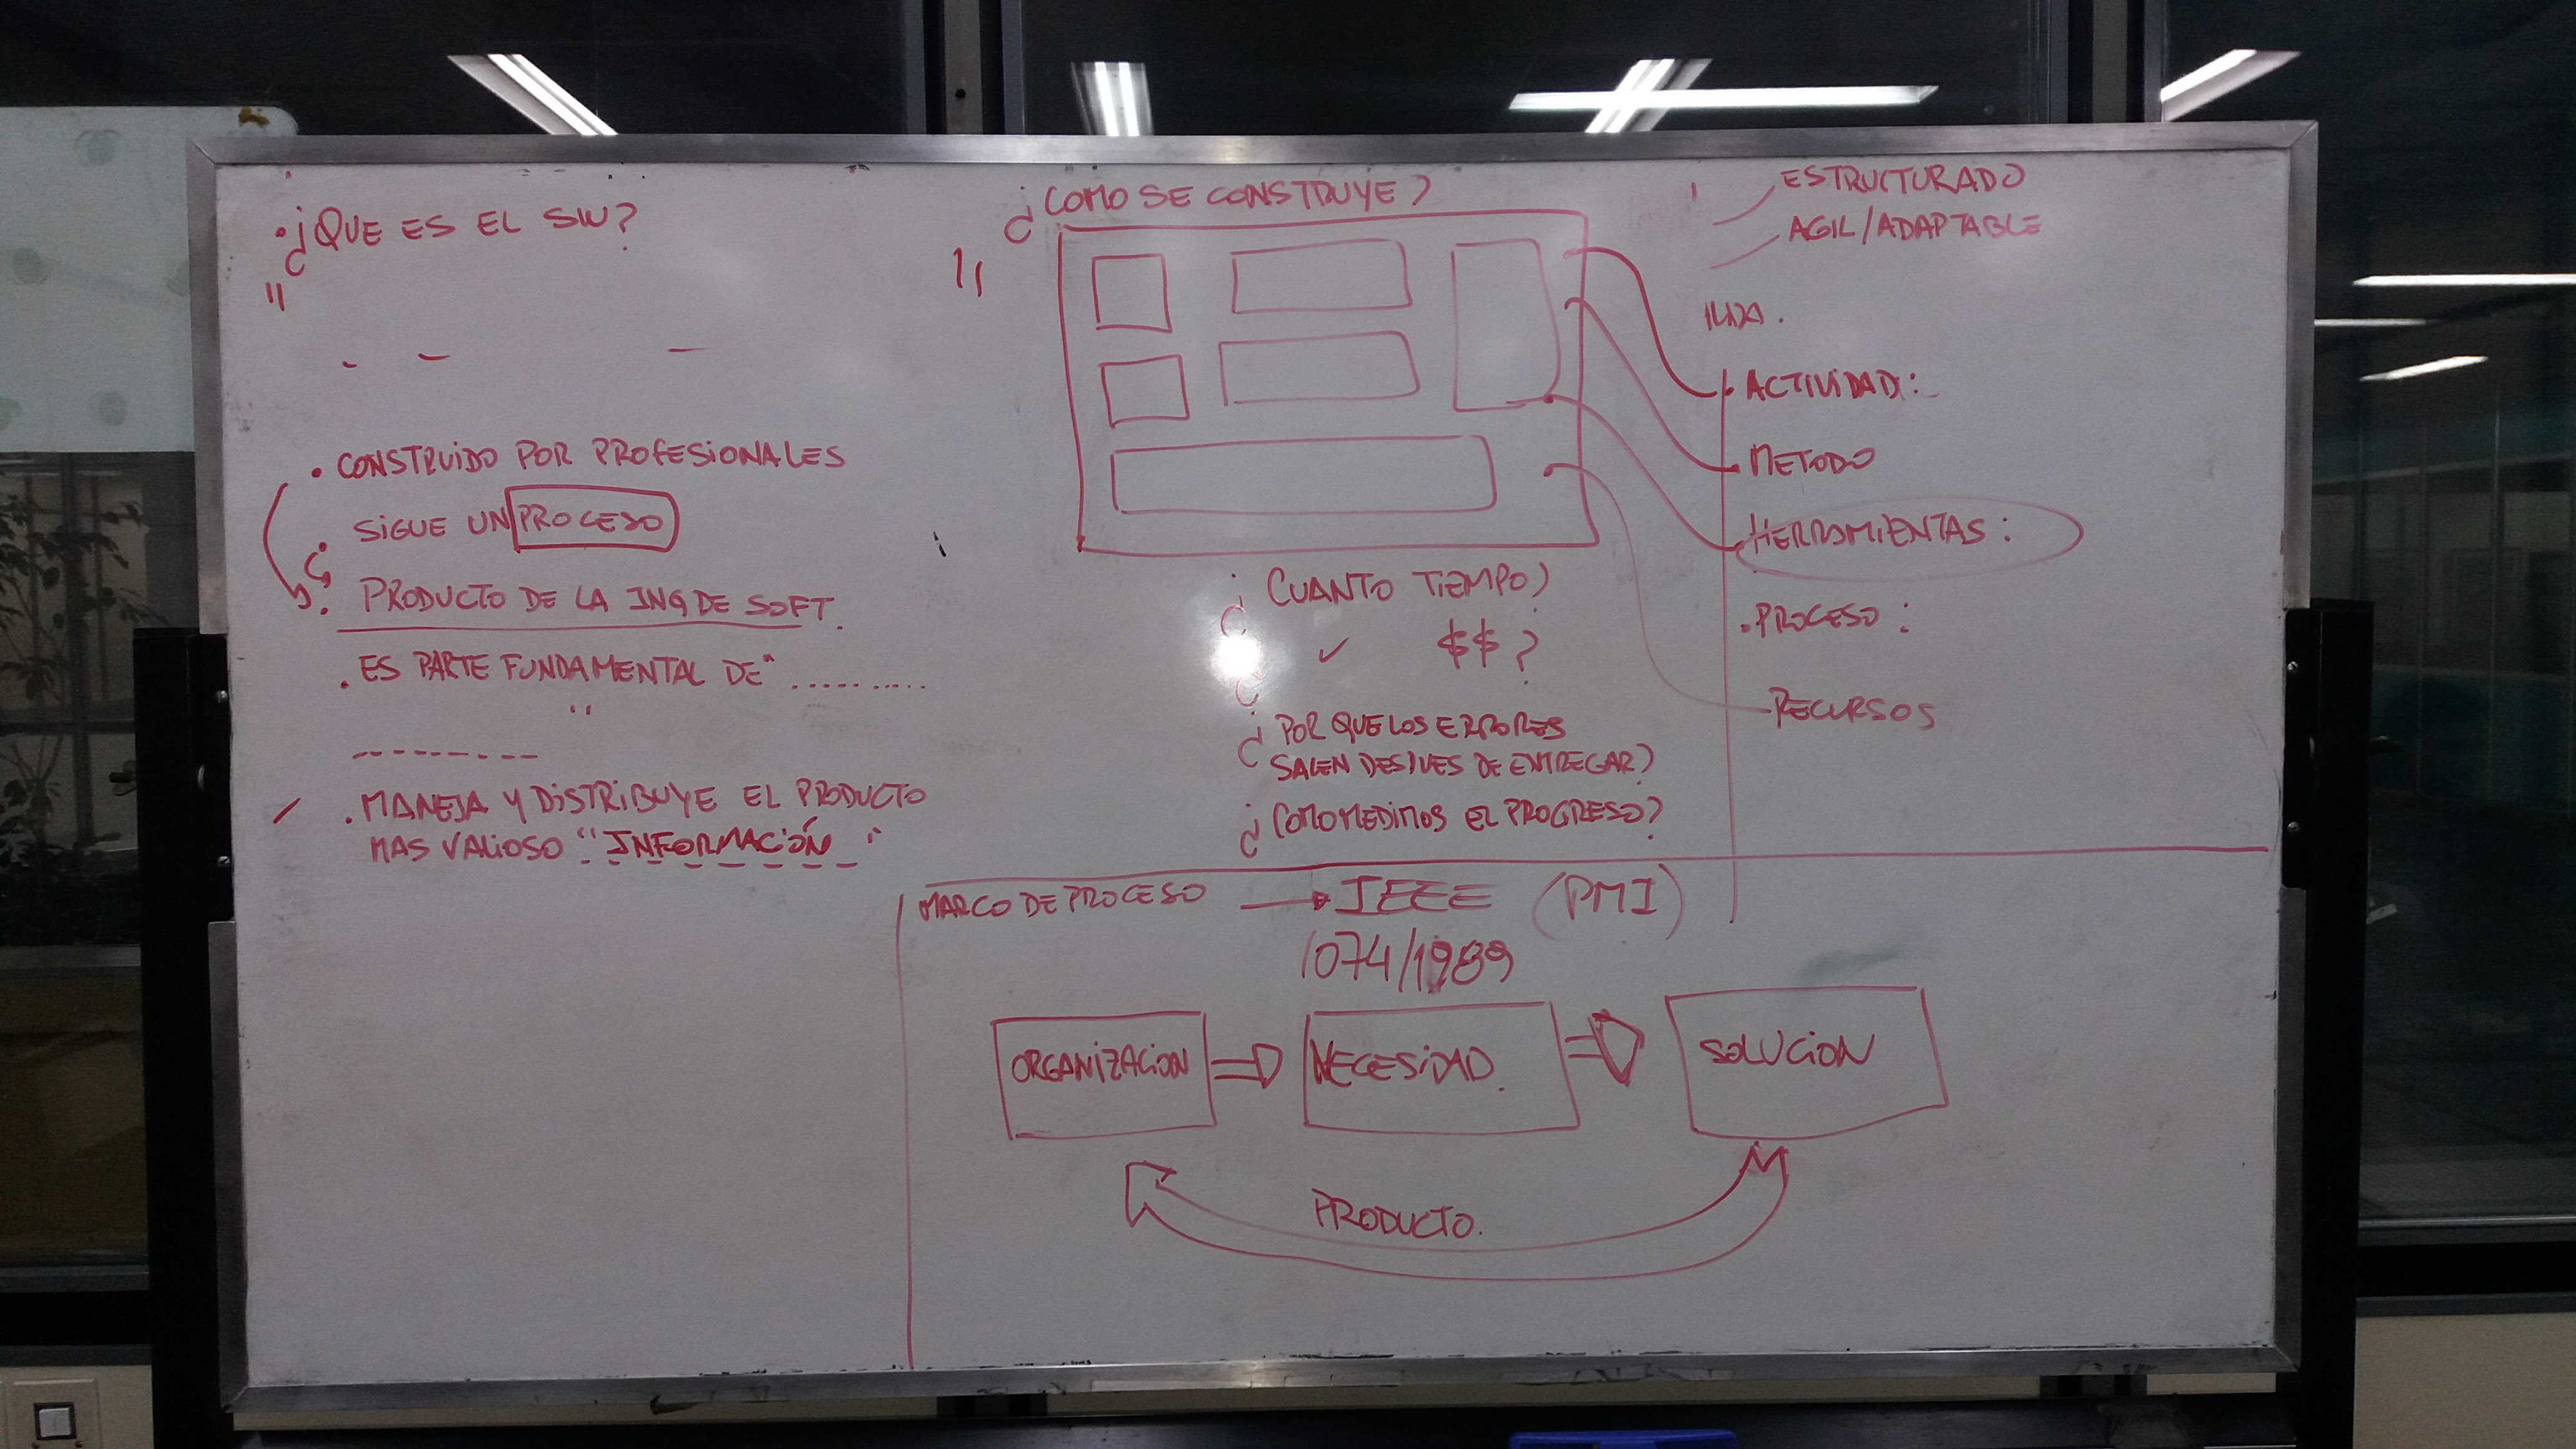 ¿QUE ES EL SW?
. CONSTRUIDO POR PROFESIONALES
. SIGUE UN PROCESO
. PRODUCTO DE LA ING DE SOFT.
. ES PARTE FUNDAMENTAL DE " ..........
"
---------
. MANEJA Y DISTRIBUYE EL PRODUCTO
MAS VALIOSO "INFORMACIÓN"
¿COMO SE CONSTRUYE?
¿CUANTO TIEMPO?
¿ ✓ $$?
¿POR QUE LOS ERRORES
SALEN DESPUES DE ENTREGAR?
¿COMO MEDIMOS EL PROGRESO?
ESTRUCTURADO
AGIL/ADAPTABLE
. ACTIVIDAD:
. METODO
HERRAMIENTAS:
. PROCESO:
RECURSOS
MARCO DE PROCESO → IEEE (PMI)
1074/1989
ORGANIZACION ⇒ NECESIDAD. ⇒ SOLUCION
PRODUCTO.